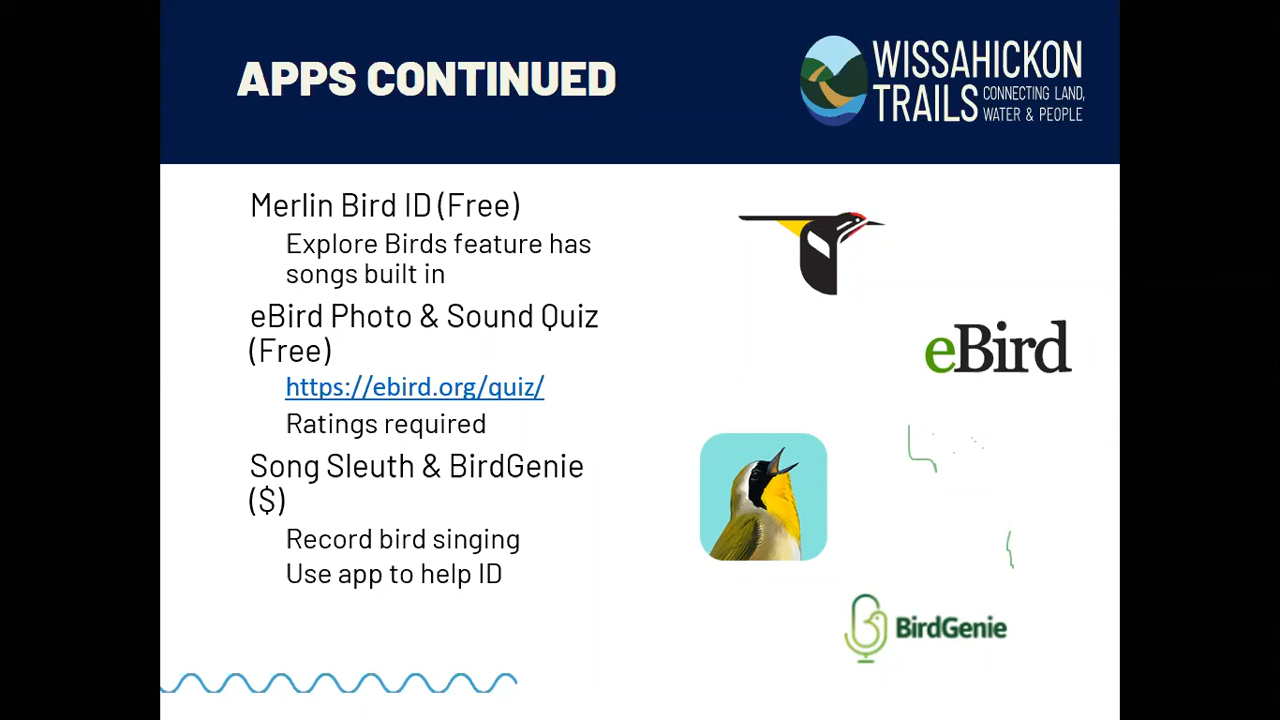 APPS CONTINUED
WISSAHICKON
TRAILS CONNECTING LAND,
WATER & PEOPLE
Merlin Bird ID (Free)
Explore Birds feature has
songs built in
eBird Photo & Sound Quiz
(Free)
https://ebird.org/quiz/
Ratings required
Song Sleuth & BirdGenie
($)
Record bird singing
Use app to help ID
eBird
BirdGenie